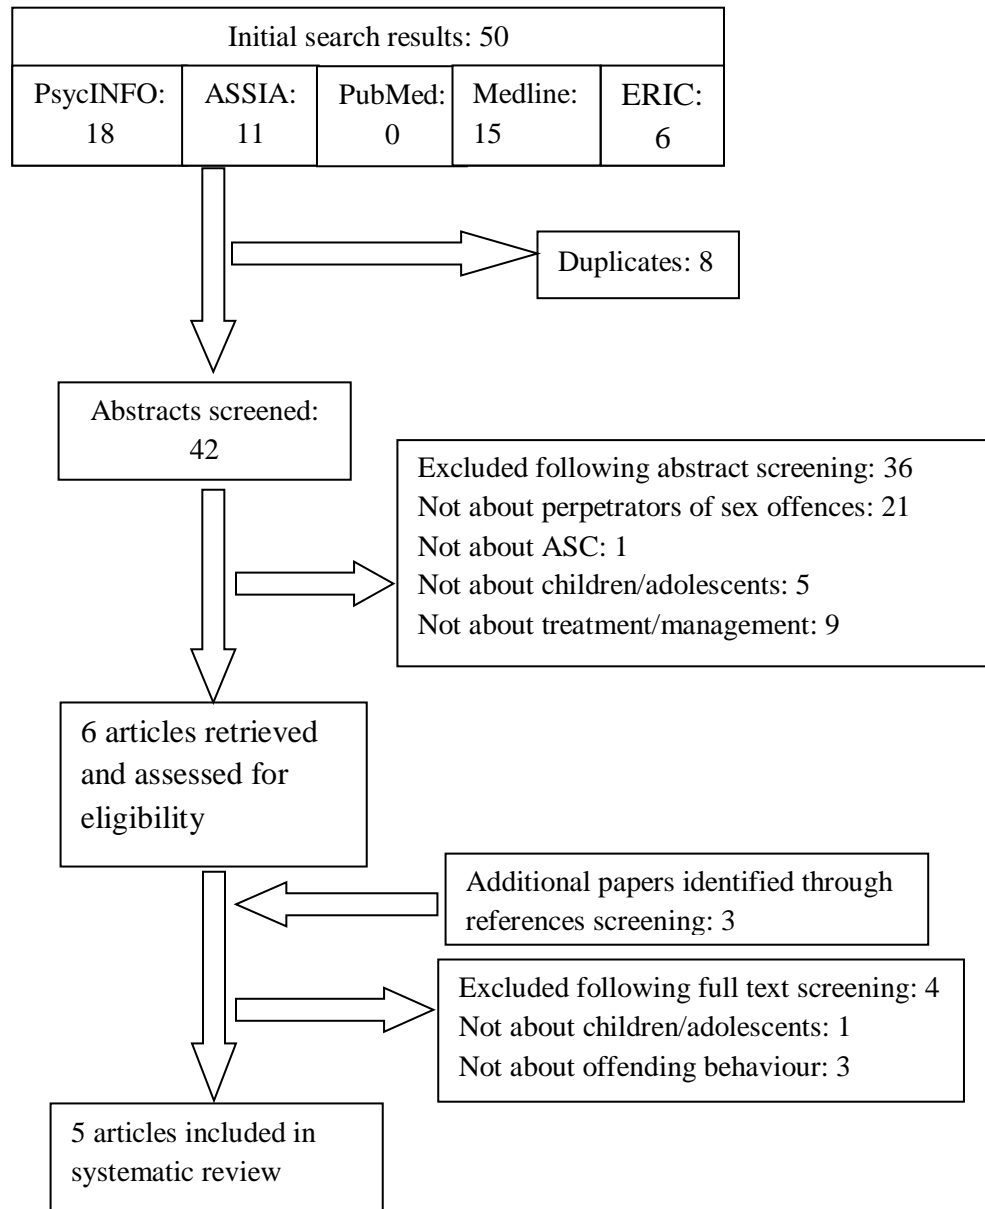 Initial search results: 50
PsycINFO:
18
ASSIA:
11
PubMed:
0
Medline:
15
ERIC:
6
Duplicates: 8
Abstracts screened:
42
Excluded following abstract screening: 36
Not about perpetrators of sex offences: 21
Not about ASC: 1
Not about children/adolescents: 5
Not about treatment/management: 9
6 articles retrieved
and assessed for
eligibility
Additional papers identified through
references screening: 3
Excluded following full text screening: 4
Not about children/adolescents: 1
Not about offending behaviour: 3
5 articles included in
systematic review